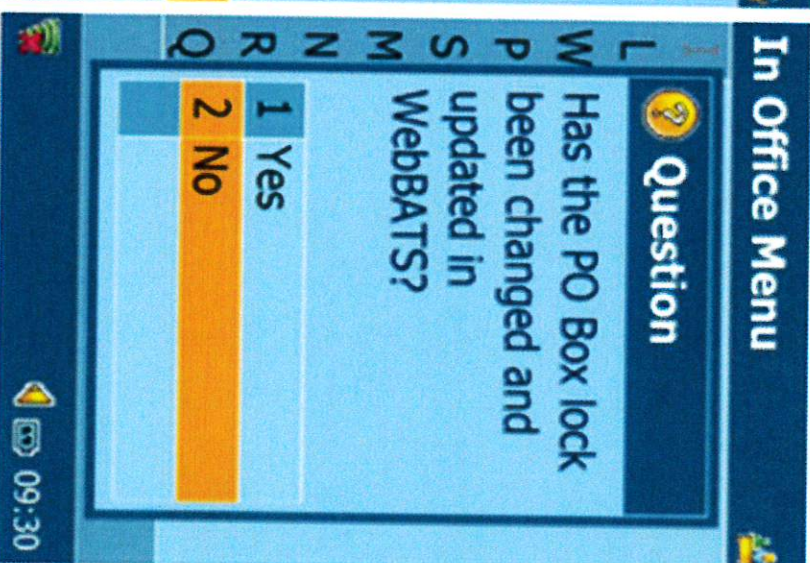 In Office Menu
L
W
P
S
M
N
R
Q
Question
Has the PO Box lock
been changed and
updated in
WebBATS?
1 Yes
2 No
09:30